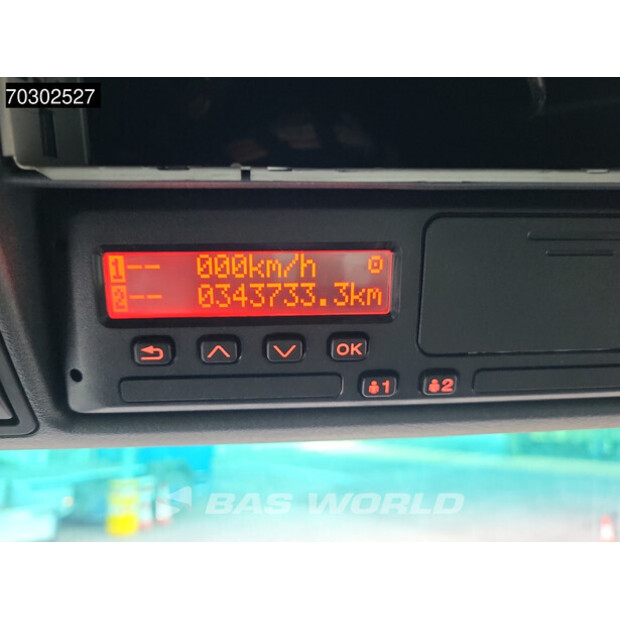 70302527
1-- 000km/h
2-- 0343733.3km
OK
1 2
BAS WORLD